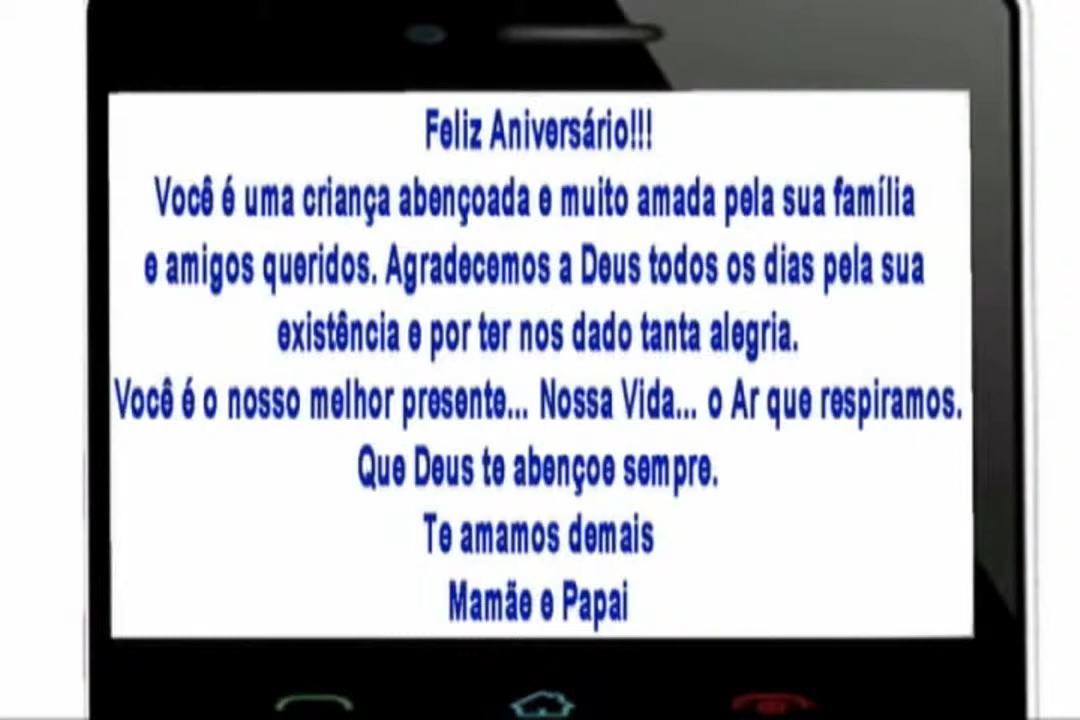 Feliz Aniversário!!!
Você é uma criança abençoada e muito amada pela sua família
e amigos queridos. Agradecemos a Deus todos os dias pela sua
existência e por ter nos dado tanta alegria.
Você é o nosso melhor presente... Nossa Vida... o Ar que respiramos.
Que Deus te abençoe sempre.
Te amamos demais
Mamãe e Papai